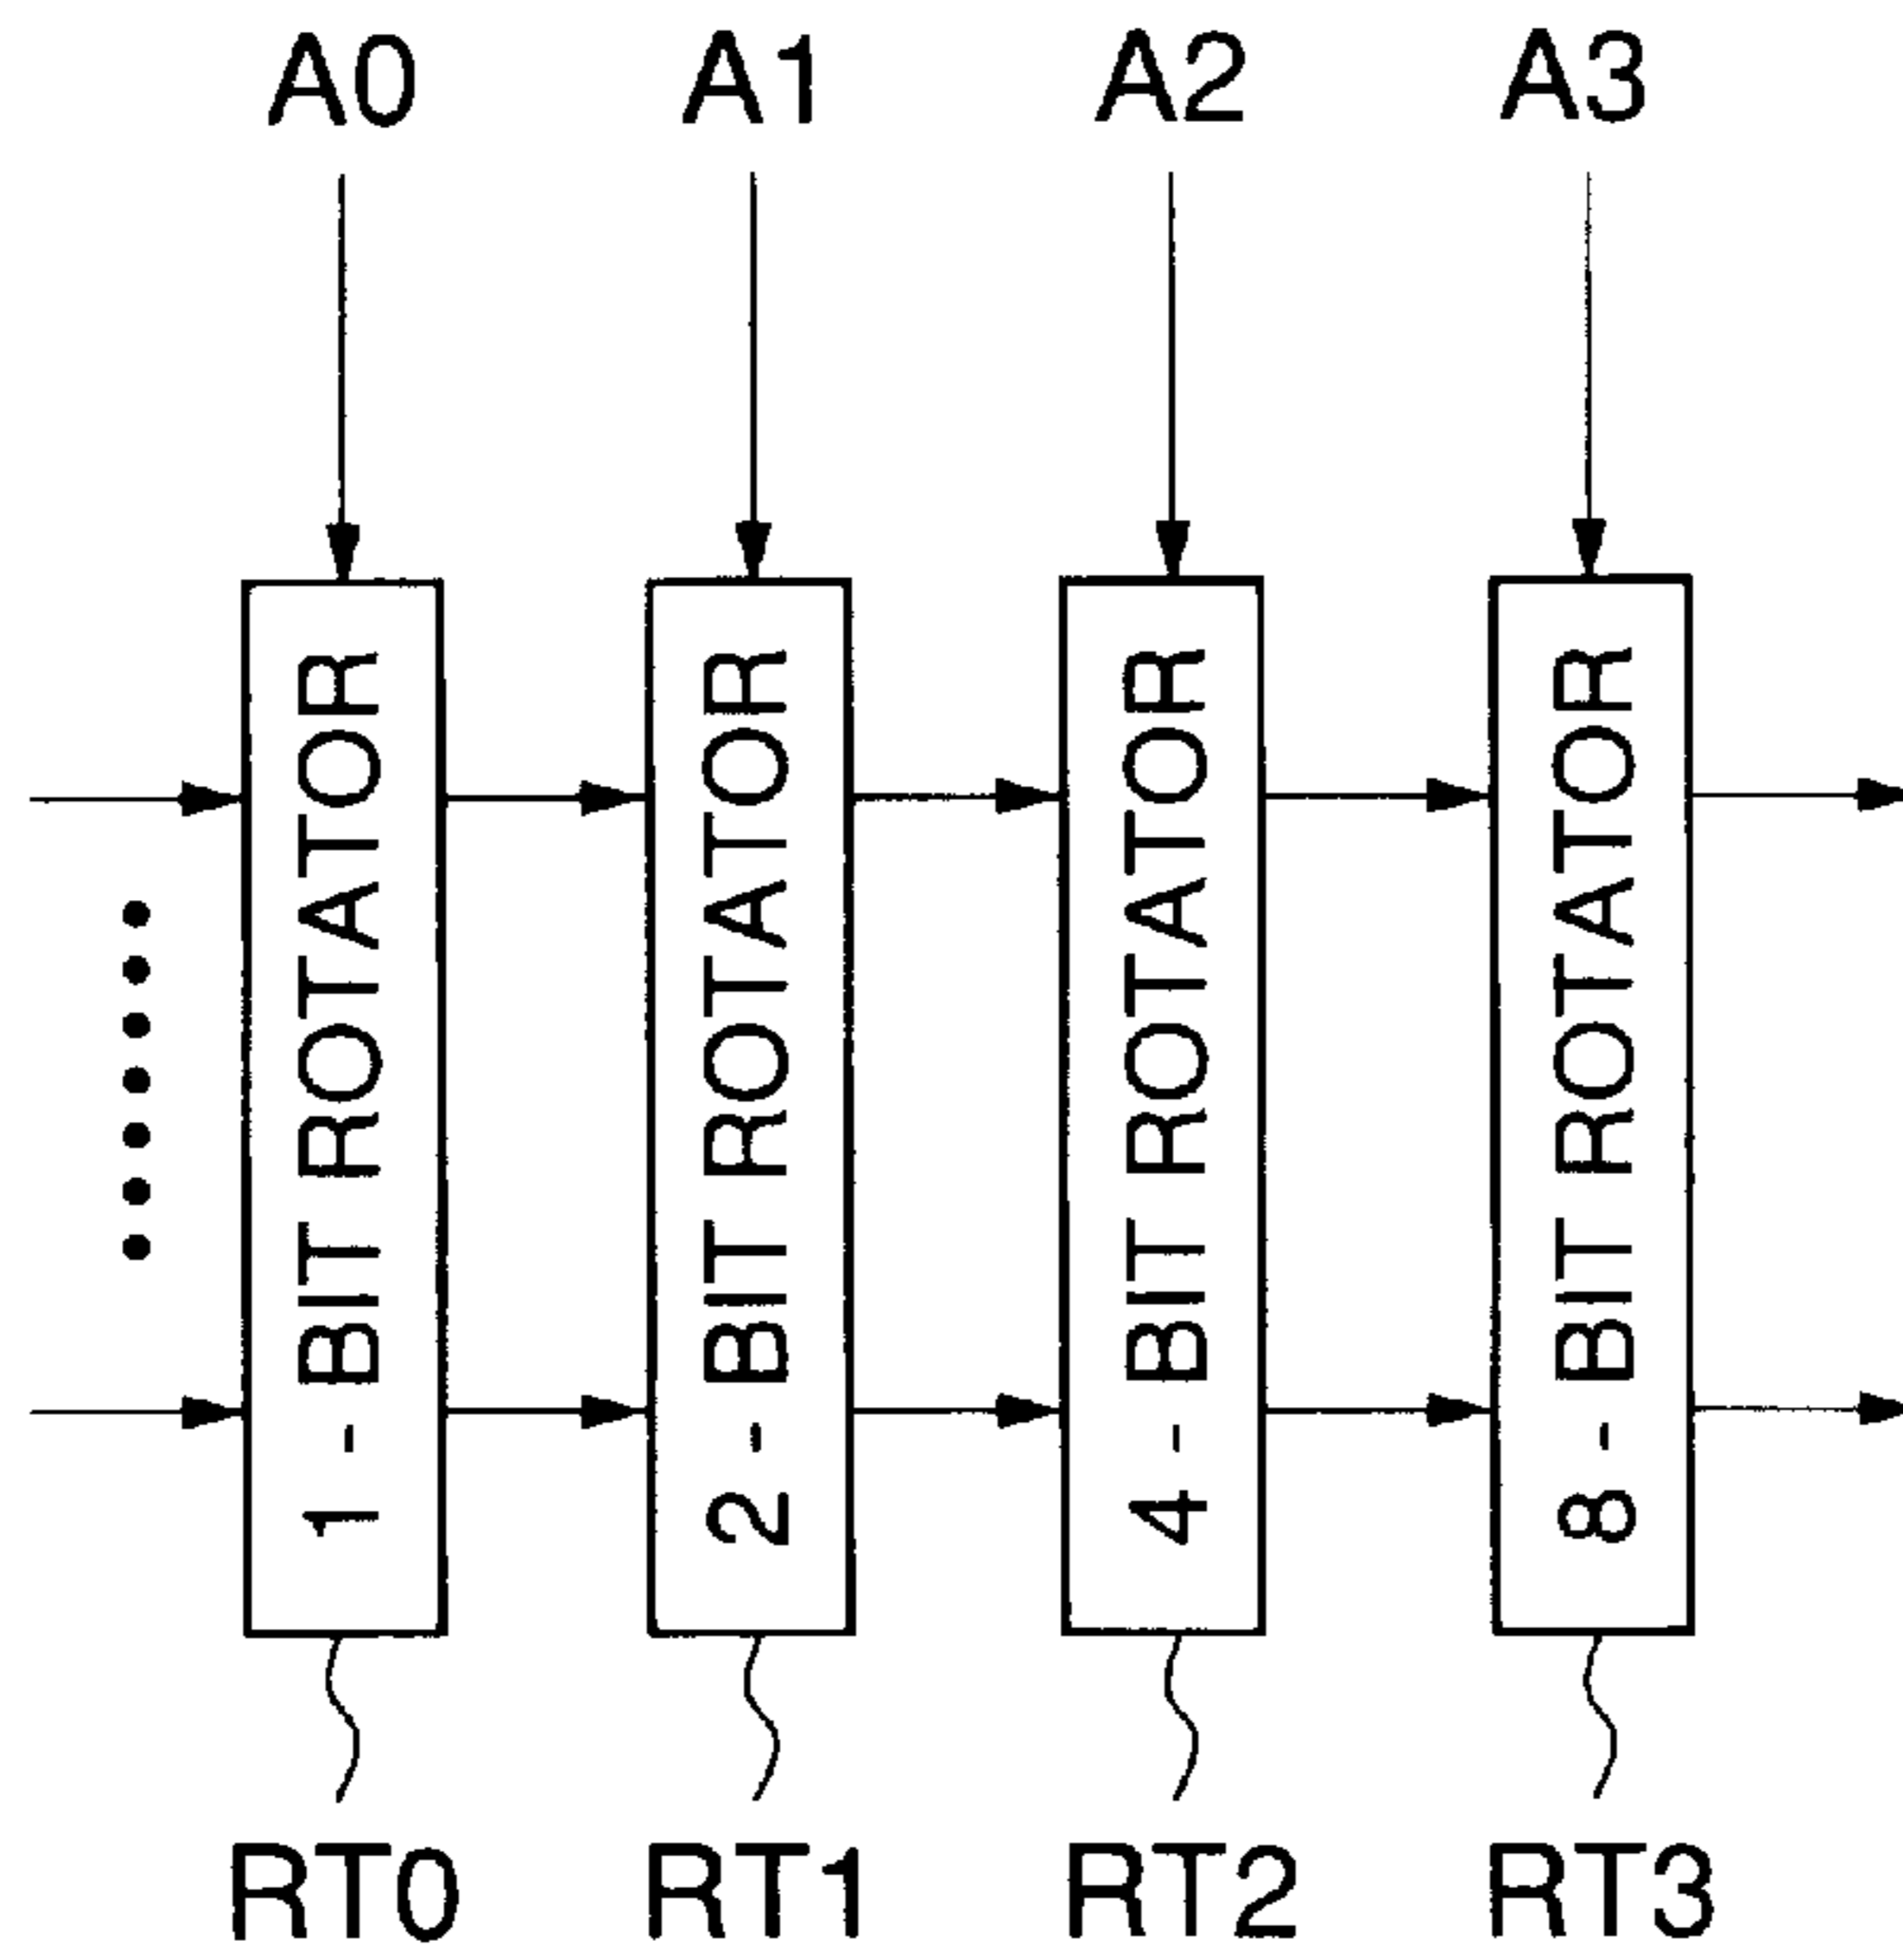 A0 A1 A2 A3
1 - BIT ROTATOR
2 - BIT ROTATOR
4 - BIT ROTATOR
8 - BIT ROTATOR
RT0 RT1 RT2 RT3